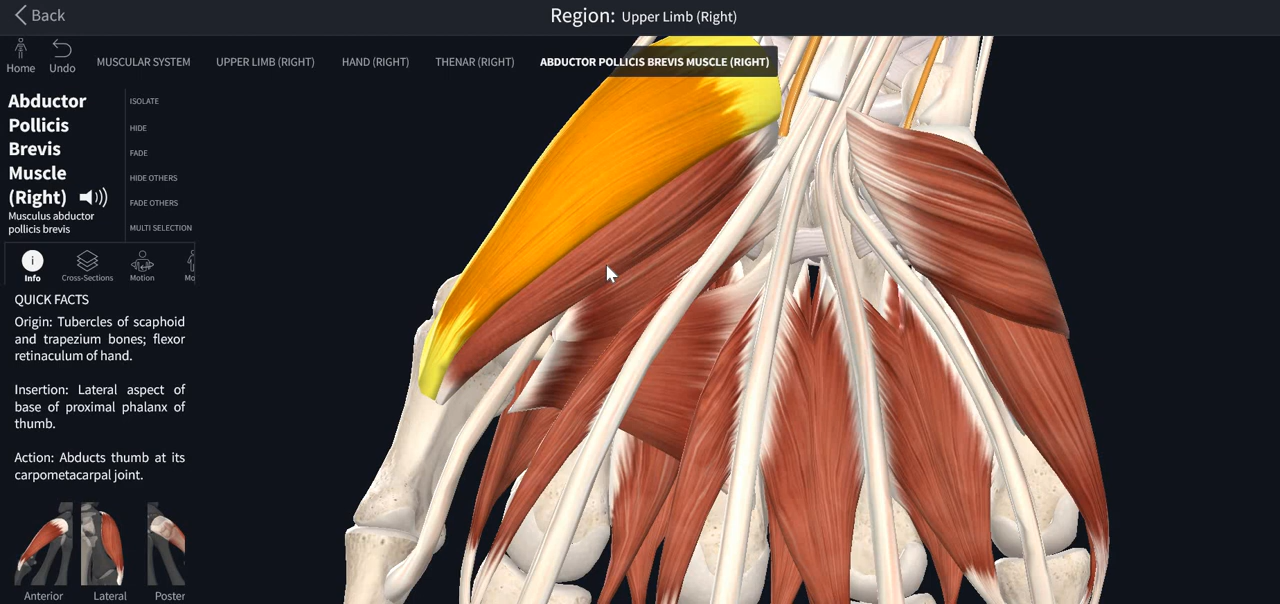 Back
Region: Upper Limb (Right)
Home
Undo
MUSCULAR SYSTEM
UPPER LIMB (RIGHT)
HAND (RIGHT)
THENAR (RIGHT)
ABDUCTOR POLLICIS BREVIS MUSCLE (RIGHT)
Abductor
Pollicis
Brevis
Muscle
(Right)
Musculus abductor
pollicis brevis
ISOLATE
HIDE
FADE
HIDE OTHERS
FADE OTHERS
MULTI SELECTION
Info
Cross-Sections
Motion
Mo
QUICK FACTS
Origin: Tubercles of scaphoid
and trapezium bones; flexor
retinaculum of hand.
Insertion: Lateral aspect of
base of proximal phalanx of
thumb.
Action: Abducts thumb at its
carpometacarpal joint.
Anterior
Lateral
Poster